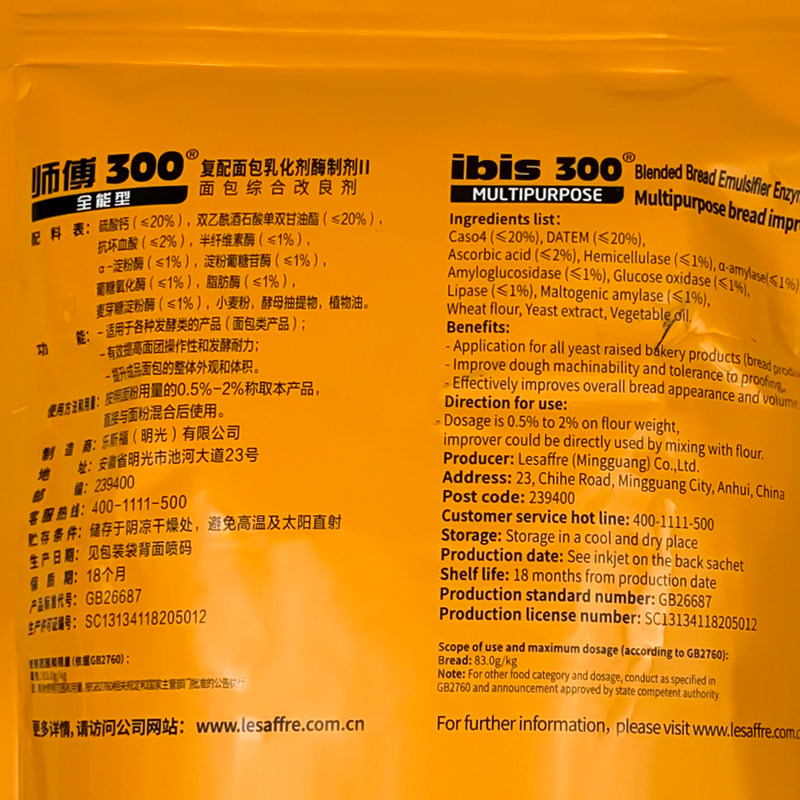 师傅 300®
全能型
复配面包乳化剂酶制剂II
面包综合改良剂
配料表：硫酸钙（≤20%），双乙酰酒石酸单双甘油酯（≤20%），
抗坏血酸（≤2%），半纤维素酶（≤1%），
α-淀粉酶（≤1%），淀粉葡糖苷酶（≤1%），
葡糖氧化酶（≤1%），脂肪酶（≤1%），
麦芽糖淀粉酶（≤1%），小麦粉，酵母抽提物，植物油。
功能：-适用于各种发酵类的产品（面包类产品）；
-有效提高面团操作性和发酵耐力；
-提升成品面包的整体外观和体积。
使用方法和用量：按照面粉用量的0.5%-2%称取本产品，
直接与面粉混合后使用。
制造商：乐斯福（明光）有限公司
地址：安徽省明光市池河大道23号
邮编：239400
客服热线：400-1111-500
贮存条件：储存于阴凉干燥处，避免高温及太阳直射
生产日期：见包装袋背面喷码
保质期：18个月
产品标准代号：GB26687
生产许可证编号：SC13134118205012
使用范围和限量（依据GB2760）：
面包：83.0g/kg
更多详情，请访问公司网站：www.lesaffre.com.cn
ibis 300®
MULTIPURPOSE
Blended Bread Emulsifier
Multipurpose bread
Ingredients list:
Caso4 (≤20%), DATEM (≤20%),
Ascorbic acid (≤2%), Hemicellulase (≤1%), α-amylase(≤1%)
Amyloglucosidase (≤1%), Glucose oxidase (≤1%),
Lipase (≤1%), Maltogenic amylase (≤1%),
Wheat flour, Yeast extract, Vegetable oil.
Benefits:
- Application for all yeast raised bakery products (bread
- Improve dough machinability and tolerance to proofing,
- Effectively improves overall bread appearance and volume
Direction for use:
- Dosage is 0.5% to 2% on flour weight,
improver could be directly used by mixing with flour.
Producer: Lesaffre (Mingguang) Co.,Ltd.
Address: 23, Chihe Road, Mingguang City, Anhui, China
Post code: 239400
Customer service hot line: 400-1111-500
Storage: Storage in a cool and dry place
Production date: See inkjet on the back sachet
Shelf life: 18 months from production date
Production standard number: GB26687
Production license number: SC13134118205012
Scope of use and maximum dosage (according to GB2760):
Bread: 83.0g/kg
Note: For other food category and dosage, conduct as specified in
GB2760 and announcement approved by state competent authority
For further information, please visit www.lesaffre.com.